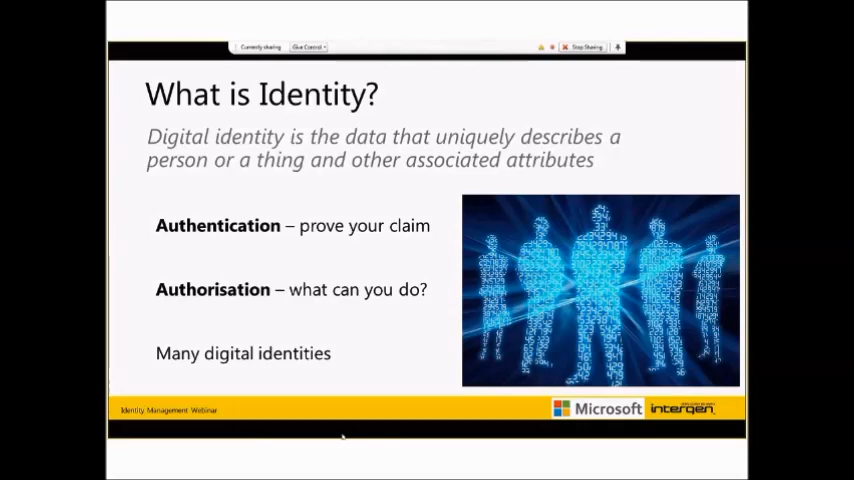 Currently sharing
Give Control
Stop Sharing
What is Identity?
Digital identity is the data that uniquely describes a
person or a thing and other associated attributes
Authentication – prove your claim
Authorisation – what can you do?
Many digital identities
Identity Management Webinar
Microsoft
intergen